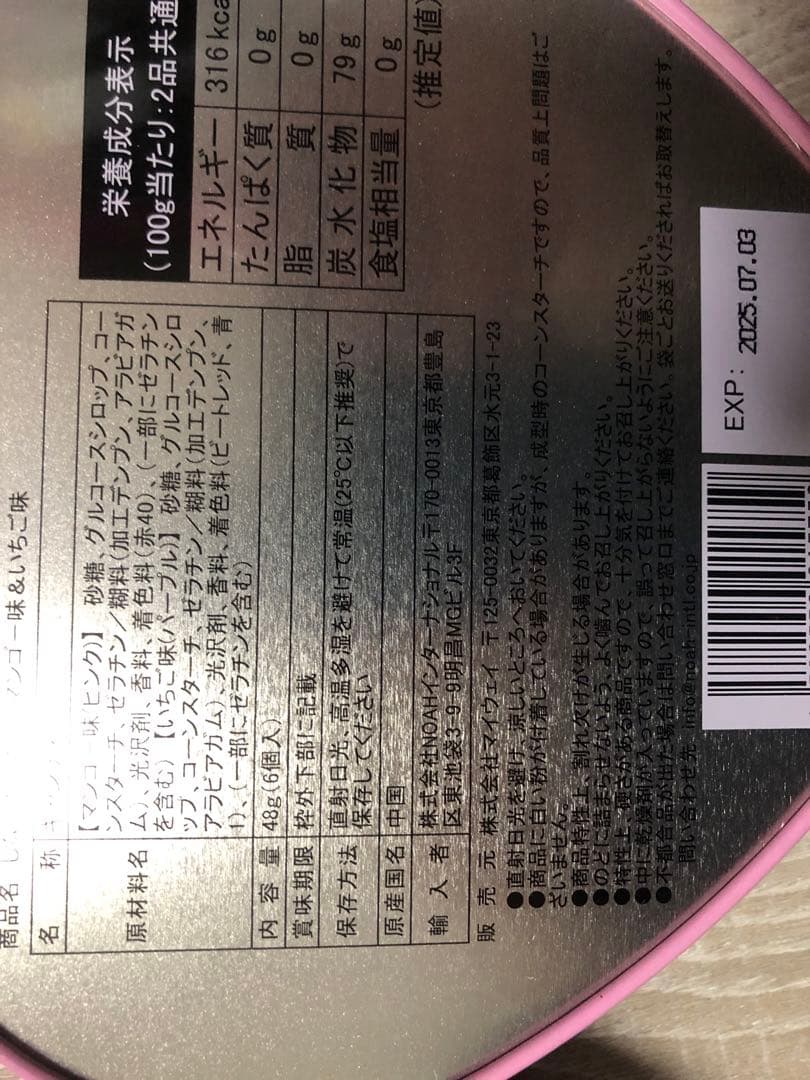 マンゴー味&いちご味
商品名
名 称
原材料名
【マンゴー味(ピンク)】 砂糖、グルコースシロップ、コー
ンスターチ、ゼラチン/糊料(加工デンプン、アラビアガ
ム)、光沢剤、香料、着色料(赤40)、(一部にゼラチン
を含む) 【いちご味(パープル)】 砂糖、グルコースシロ
ップ、コーンスターチ、ゼラチン/糊料(加工デンプン、
アラビアガム)、光沢剤、香料、着色料(ビートレッド、青
1)、(一部にゼラチンを含む)
内 容 量 48g(6個入)
賞味期限 枠外下部に記載
保存方法 直射日光、高温多湿を避けて常温(25℃以下推奨)で
保存してください
原産国名 中国
輸 入 者 株式会社NOAHインターナショナル〒170-0013東京都豊島
区東池袋3-9-9明昌MGビル3F
販 売 元 株式会社マイウェイ 〒125-0032東京都葛飾区水元3-1-23
●直射日光を避け、涼しいところへおいてください。
●商品に白い粉が付着している場合がありますが、成型時のコーンスターチですので、品質上問題はご
ざいません。
●商品特性上、割れ欠けが生じる場合があります。
●のどに詰まらせないよう、よく噛んでお召し上がりください。
●特性上、硬さがある商品ですので、十分気を付けてお召し上がりください。
●中に乾燥剤が入っていますので、誤って召し上がらないようにご注意ください。
●不都合品が出た場合は問い合わせ窓口までご連絡ください。袋ごとお送りくださればお取替えします。
問い合わせ先 info@noah-intl.co.jp
栄養成分表示
(100g当たり:2品共通
エネルギー 316kca
たんぱく質 0g
脂 質 0g
炭 水 化 物 79g
食塩相当量 0g
(推定値)
EXP: 2025.07.03